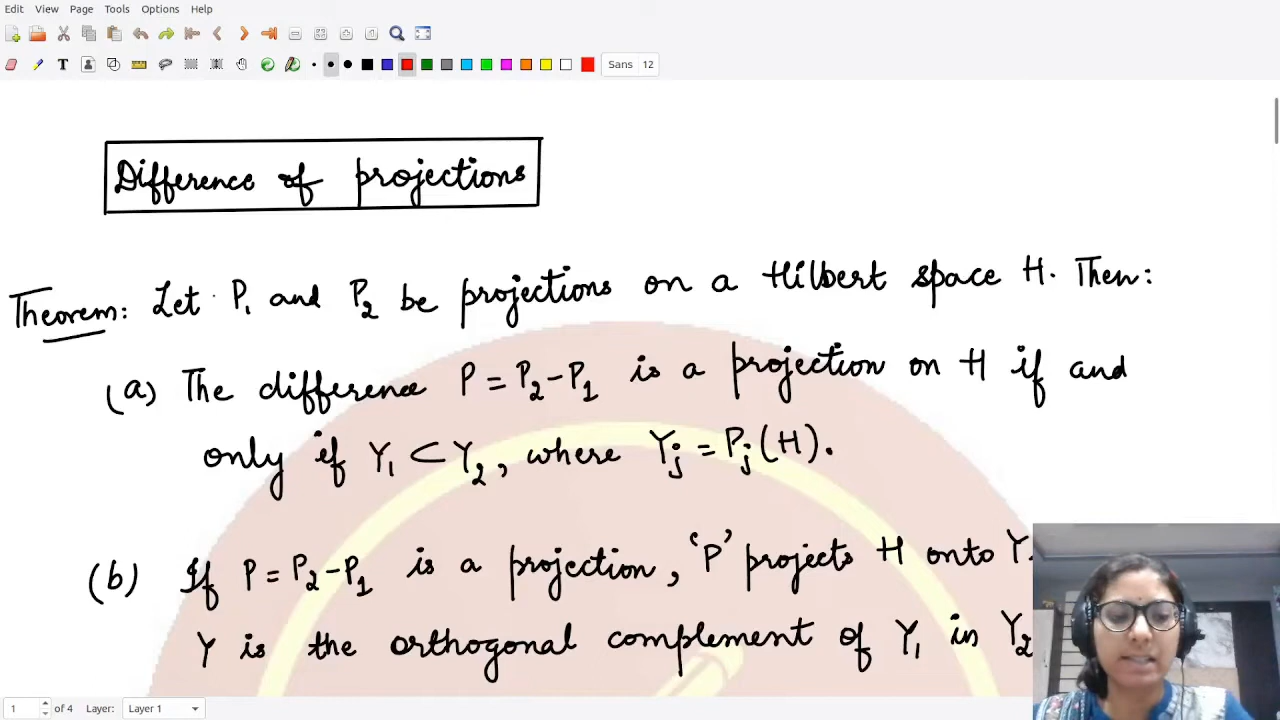 Edit View Page Tools Options Help
Sans 12
Difference of projections
Theorem: Let P₁ and P₂ be projections on a Hilbert space H. Then:
(a) The difference P = P₂-P₁ is a projection on H if and
only if Y₁ ⊂ Y₂, where Yⱼ = Pⱼ(H).
(b) If P = P₂-P₁ is a projection, 'P' projects H onto Y.
Y is the orthogonal complement of Y₁ in Y₂
1 of 4 Layer: Layer 1